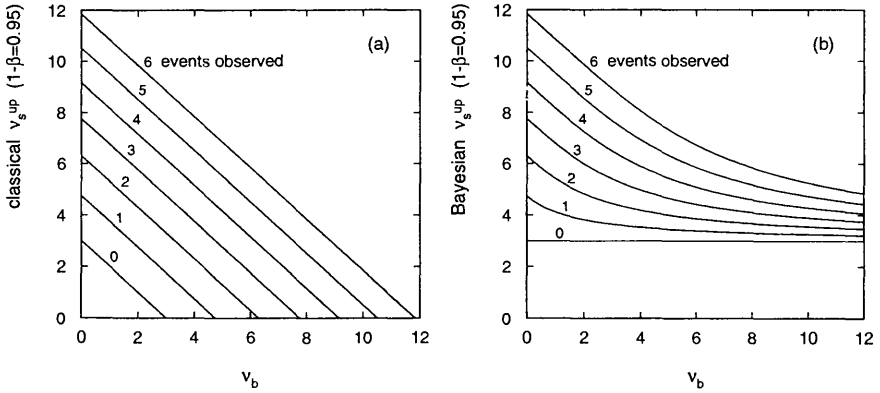 classical ν_s^up (1-β=0.95)
12
10
8
6
4
2
0
(a)
6 events observed
5
4
3
2
1
0
0 2 4 6 8 10 12
ν_b
Bayesian ν_s^up (1-β=0.95)
12
10
8
6
4
2
0
(b)
6 events observed
5
4
3
2
1
0
0 2 4 6 8 10 12
ν_b